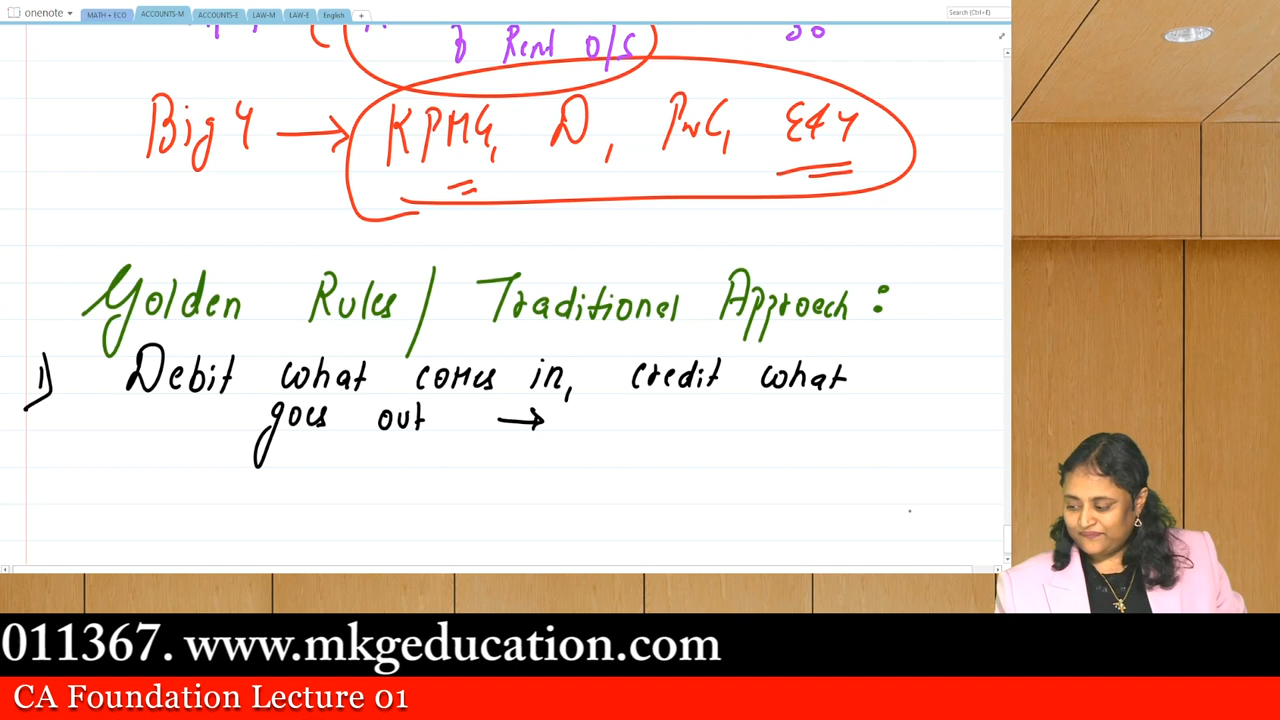 onenote
MATH + ECO
ACCOUNTS-M
ACCOUNTS-E
LAW-M
LAW-E
English
Search (Ctrl+E)
Rent O/S
Big 4 → KPMG, D, PwC, E&Y
Golden Rules / Traditional Approach :
1) Debit what comes in, credit what
goes out →
011367. www.mkgeducation.com
CA Foundation Lecture 01